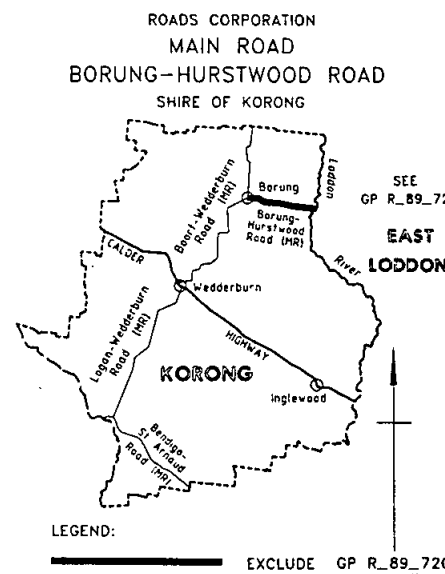 ROADS CORPORATION
MAIN ROAD
BORUNG-HURSTWOOD ROAD
SHIRE OF KORONG
Loddon
SEE
GP R_89_72
Borung
Boort-Wedderburn
Road (MR)
Borung-
Hurstwood
Road (MR)
EAST
LODDON
River
CALDER
Wedderburn
Logan-Wedderburn
Road (MR)
HIGHWAY
KORONG
Inglewood
Bendigo-
St Arnaud
Road (MR)
LEGEND:
EXCLUDE GP R_89_720